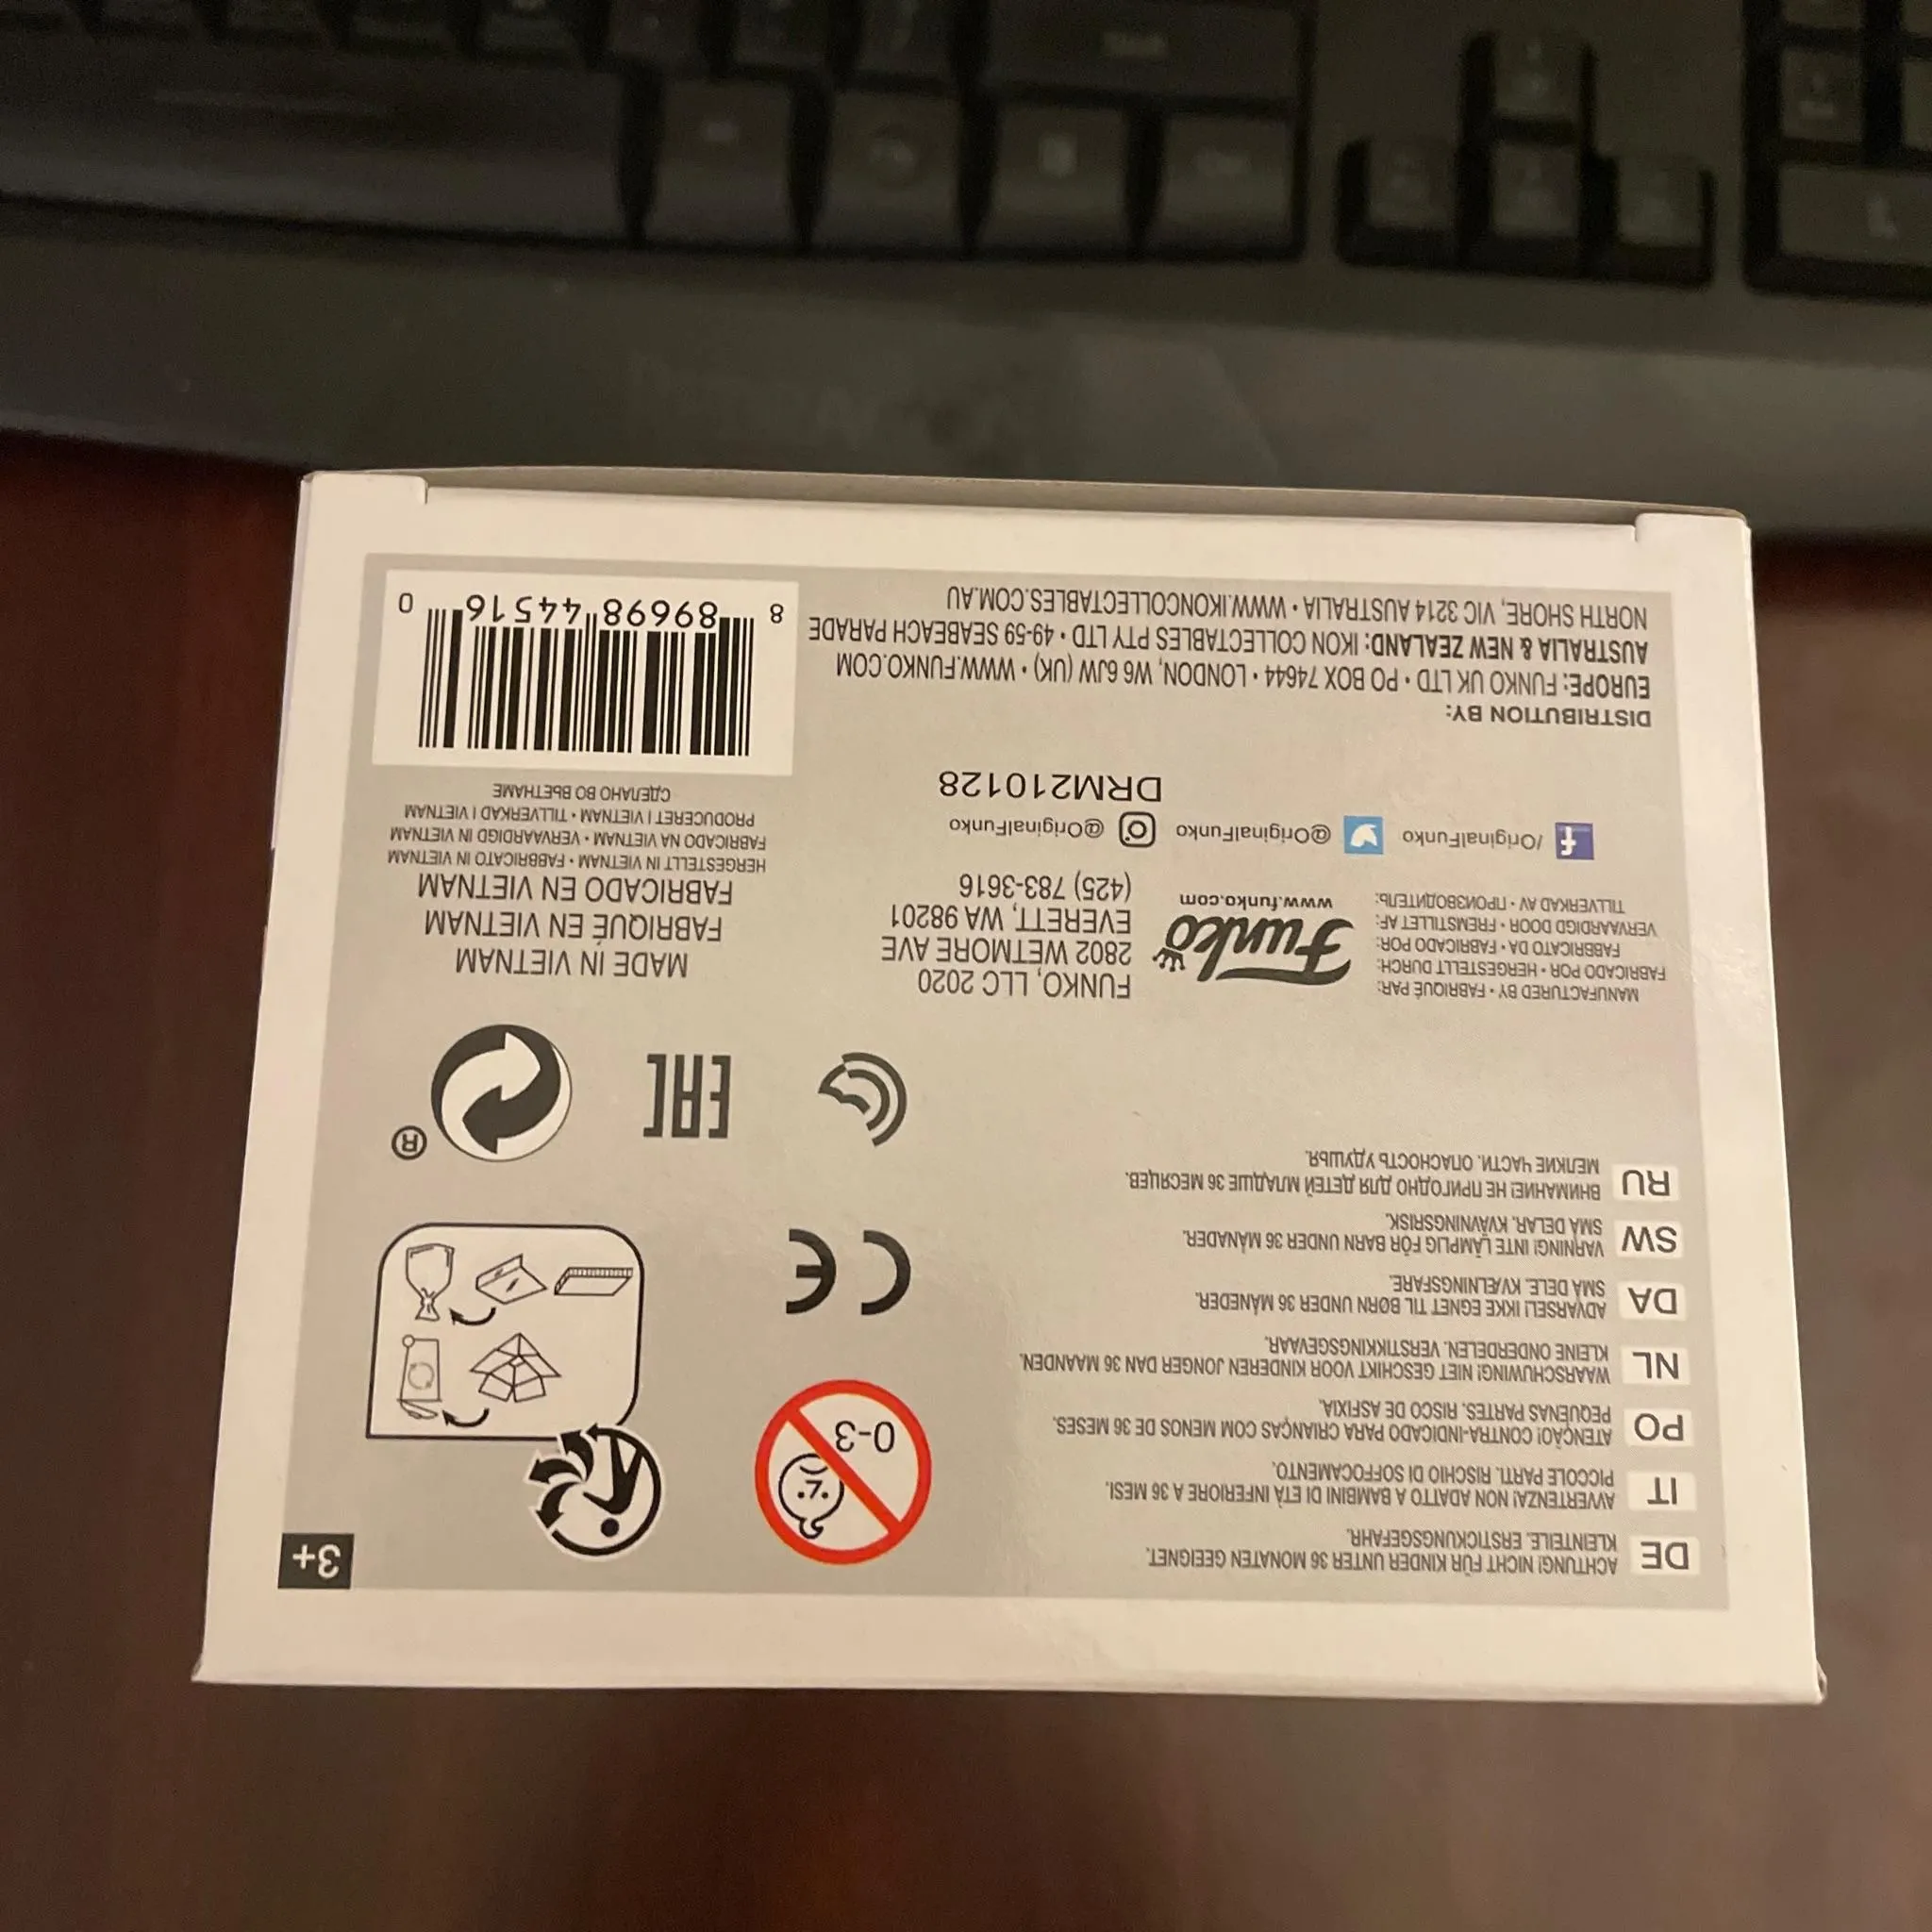 3+
DE
ACHTUNG! NICHT FÜR KINDER UNTER 36 MONATEN GEEIGNET.
KLEINTEILE. ERSTICKUNGSGEFAHR.
IT
AVVERTENZA! NON ADATTO A BAMBINI DI ETÀ INFERIORE A 36 MESI.
PICCOLE PARTI. RISCHIO DI SOFFOCAMENTO.
PO
ATENÇÃO! CONTRA-INDICADO PARA CRIANÇAS COM MENOS DE 36 MESES.
PEQUENAS PARTES. RISCO DE ASFIXIA.
NL
WAARSCHUWING! NIET GESCHIKT VOOR KINDEREN JONGER DAN 36 MAANDEN.
KLEINE ONDERDELEN. VERSTIKKINGSGEVAAR.
DA
ADVARSEL! IKKE EGNET TIL BØRN UNDER 36 MÅNEDER.
SMÅ DELE. KVÆLNINGSFARE.
SW
VARNING! INTE LÄMPLIG FÖR BARN UNDER 36 MÅNADER.
SMÅ DELAR. KVÄVNINGSRISK.
RU
ВНИМАНИЕ! НЕ ПРИГОДНО ДЛЯ ДЕТЕЙ МЛАДШЕ 36 МЕСЯЦЕВ.
МЕЛКИЕ ЧАСТИ. ОПАСНОСТЬ УДУШЬЯ.
0-3
CE
EAC
®
MANUFACTURED BY • FABRIQUÉ PAR:
FABRICADO POR • HERGESTELLT DURCH:
FABBRICATO DA • FABRICADO POR:
VERVAARDIGD DOOR • FREMSTILLET AF:
TILLVERKAD AV • ПРОИЗВОДИТЕЛЬ:
Funko
www.funko.com
FUNKO, LLC 2020
2802 WETMORE AVE
EVERETT, WA 98201
(425) 783-3616
/OriginalFunko
@OriginalFunko
@OriginalFunko
DRM210128
MADE IN VIETNAM
FABRIQUÉ EN VIETNAM
FABRICADO EN VIETNAM
HERGESTELLT IN VIETNAM • FABBRICATO IN VIETNAM
FABRICADO NA VIETNAM • VERVAARDIGD IN VIETNAM
PRODUCERET I VIETNAM • TILLVERKAD I VIETNAM
СДЕЛАНО ВО ВЬЕТНАМЕ
DISTRIBUTION BY:
EUROPE: FUNKO UK LTD • PO BOX 74644 • LONDON, W6 6JW (UK) • WWW.FUNKO.COM
AUSTRALIA & NEW ZEALAND: IKON COLLECTABLES PTY LTD • 49-59 SEABEACH PARADE
NORTH SHORE, VIC 3214 AUSTRALIA • WWW.IKONCOLLECTABLES.COM.AU
8 89698 44516 0